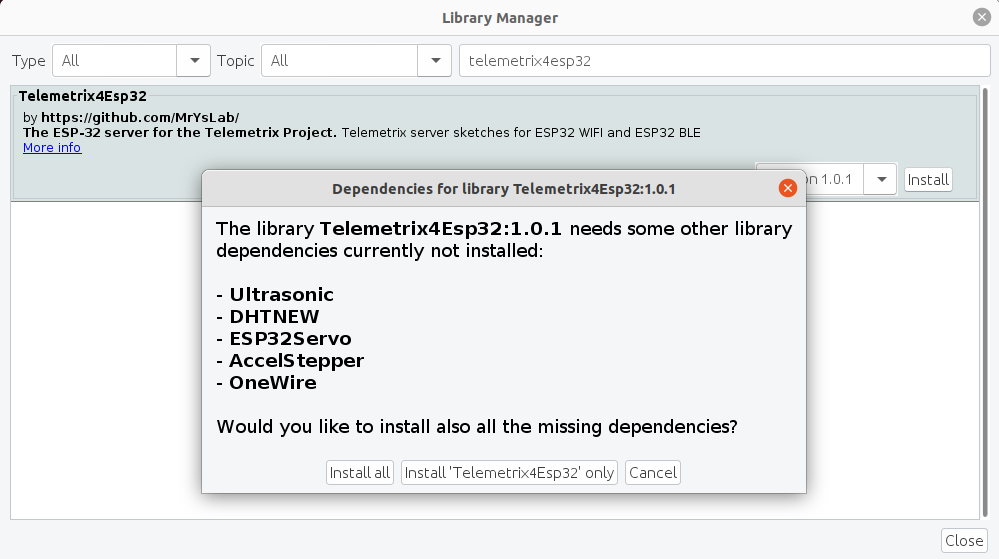 Library Manager
Type All Topic All telemetrix4esp32
Telemetrix4Esp32
by https://github.com/MrYsLab/
The ESP-32 server for the Telemetrix Project. Telemetrix server sketches for ESP32 WIFI and ESP32 BLE
More info
on 1.0.1 Install
Dependencies for library Telemetrix4Esp32:1.0.1
The library Telemetrix4Esp32:1.0.1 needs some other library
dependencies currently not installed:
- Ultrasonic
- DHTNEW
- ESP32Servo
- AccelStepper
- OneWire
Would you like to install also all the missing dependencies?
Install all Install 'Telemetrix4Esp32' only Cancel
Close